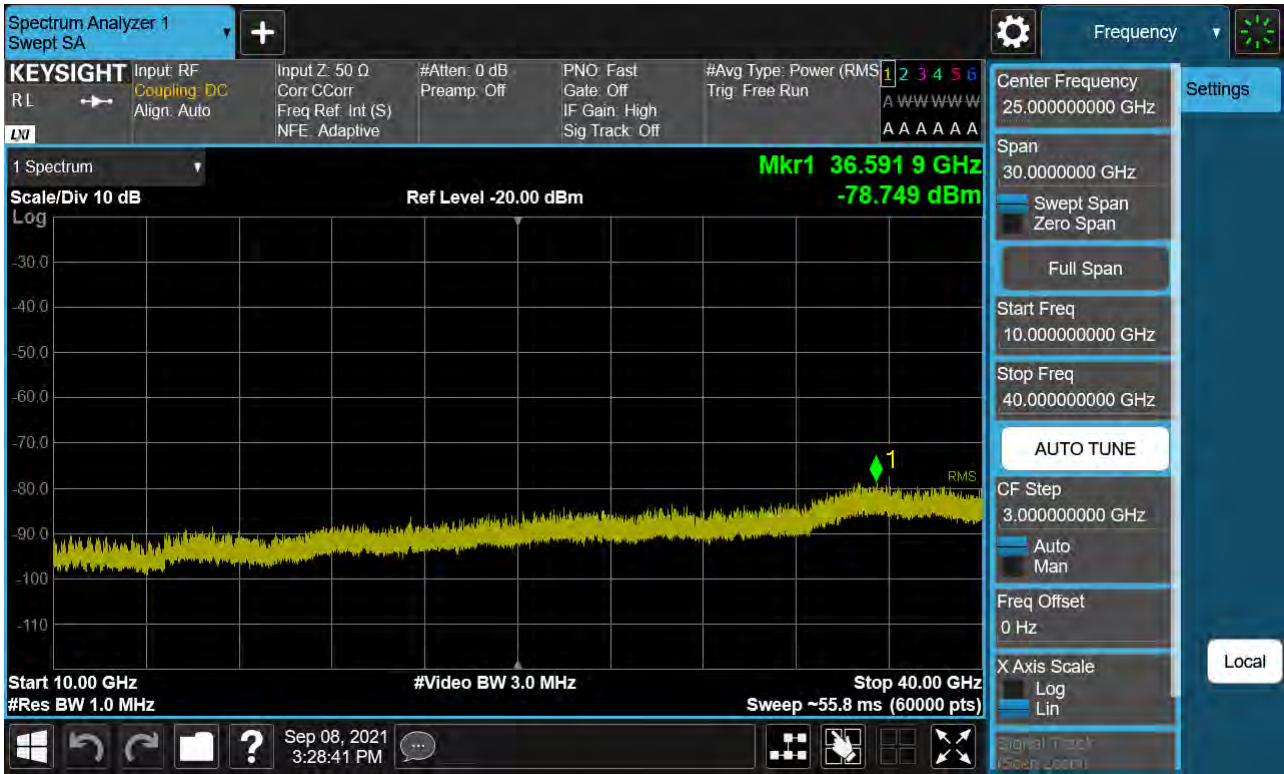 Spectrum Analyzer 1
Swept SA
+
Frequency
KEYSIGHT
RL
LXI
Input: RF
Coupling: DC
Align: Auto
Input Z: 50 Ω
Corr CCorr
Freq Ref: Int (S)
NFE: Adaptive
#Atten: 0 dB
Preamp: Off
PNO: Fast
Gate: Off
IF Gain: High
Sig Track: Off
#Avg Type: Power (RMS
Trig: Free Run
1 2 3 4 5 6
A W W W W W
A A A A A A
1 Spectrum
Scale/Div 10 dB
Log
Ref Level -20.00 dBm
Mkr1 36.591 9 GHz
-78.749 dBm
-30.0
-40.0
-50.0
-60.0
-70.0
-80.0
-90.0
-100
-110
1
RMS
Start 10.00 GHz
#Res BW 1.0 MHz
#Video BW 3.0 MHz
Stop 40.00 GHz
Sweep ~55.8 ms (60000 pts)
Center Frequency
25.000000000 GHz
Span
30.0000000 GHz
Swept Span
Zero Span
Full Span
Start Freq
10.000000000 GHz
Stop Freq
40.000000000 GHz
AUTO TUNE
CF Step
3.000000000 GHz
Auto
Man
Freq Offset
0 Hz
X Axis Scale
Log
Lin
Signal Track
(Span Zoom)
Settings
Local
?
Sep 08, 2021
3:28:41 PM